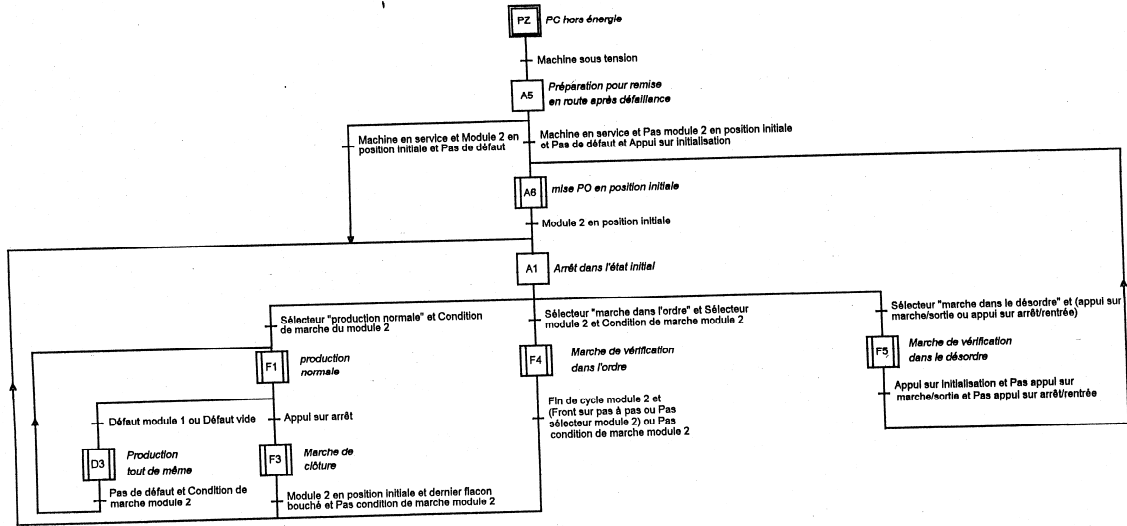 PZ PC hors énergie
Machine sous tension
A5
Préparation pour remise
en route après défaillance
Machine en service et Module 2 en
position initiale et Pas de défaut
Machine en service et Pas module 2 en position initiale
et Pas de défaut et Appui sur Initialisation
A6 mise PO en position initiale
Module 2 en position initiale
A1 Arrêt dans l'état initial
Sélecteur "production normale" et Condition
de marche du module 2
Sélecteur "marche dans l'ordre" et Sélecteur
module 2 et Condition de marche module 2
Sélecteur "marche dans le désordre" et (appui sur
marche/sortie ou appui sur arrêt/rentrée)
F1
production
normale
F4
Marche de vérification
dans l'ordre
F5
Marche de vérification
dans le désordre
Défaut module 1 ou Défaut vide
Appui sur arrêt
Fin de cycle module 2 et
(Front sur pas à pas ou Pas
sélecteur module 2) ou Pas
condition de marche module 2
Appui sur Initialisation et Pas appui sur
marche/sortie et Pas appui sur arrêt/rentrée
D3
Production
tout de même
F3
Marche de
clôture
Pas de défaut et Condition de
marche module 2
Module 2 en position initiale et dernier flacon
bouché et Pas condition de marche module 2